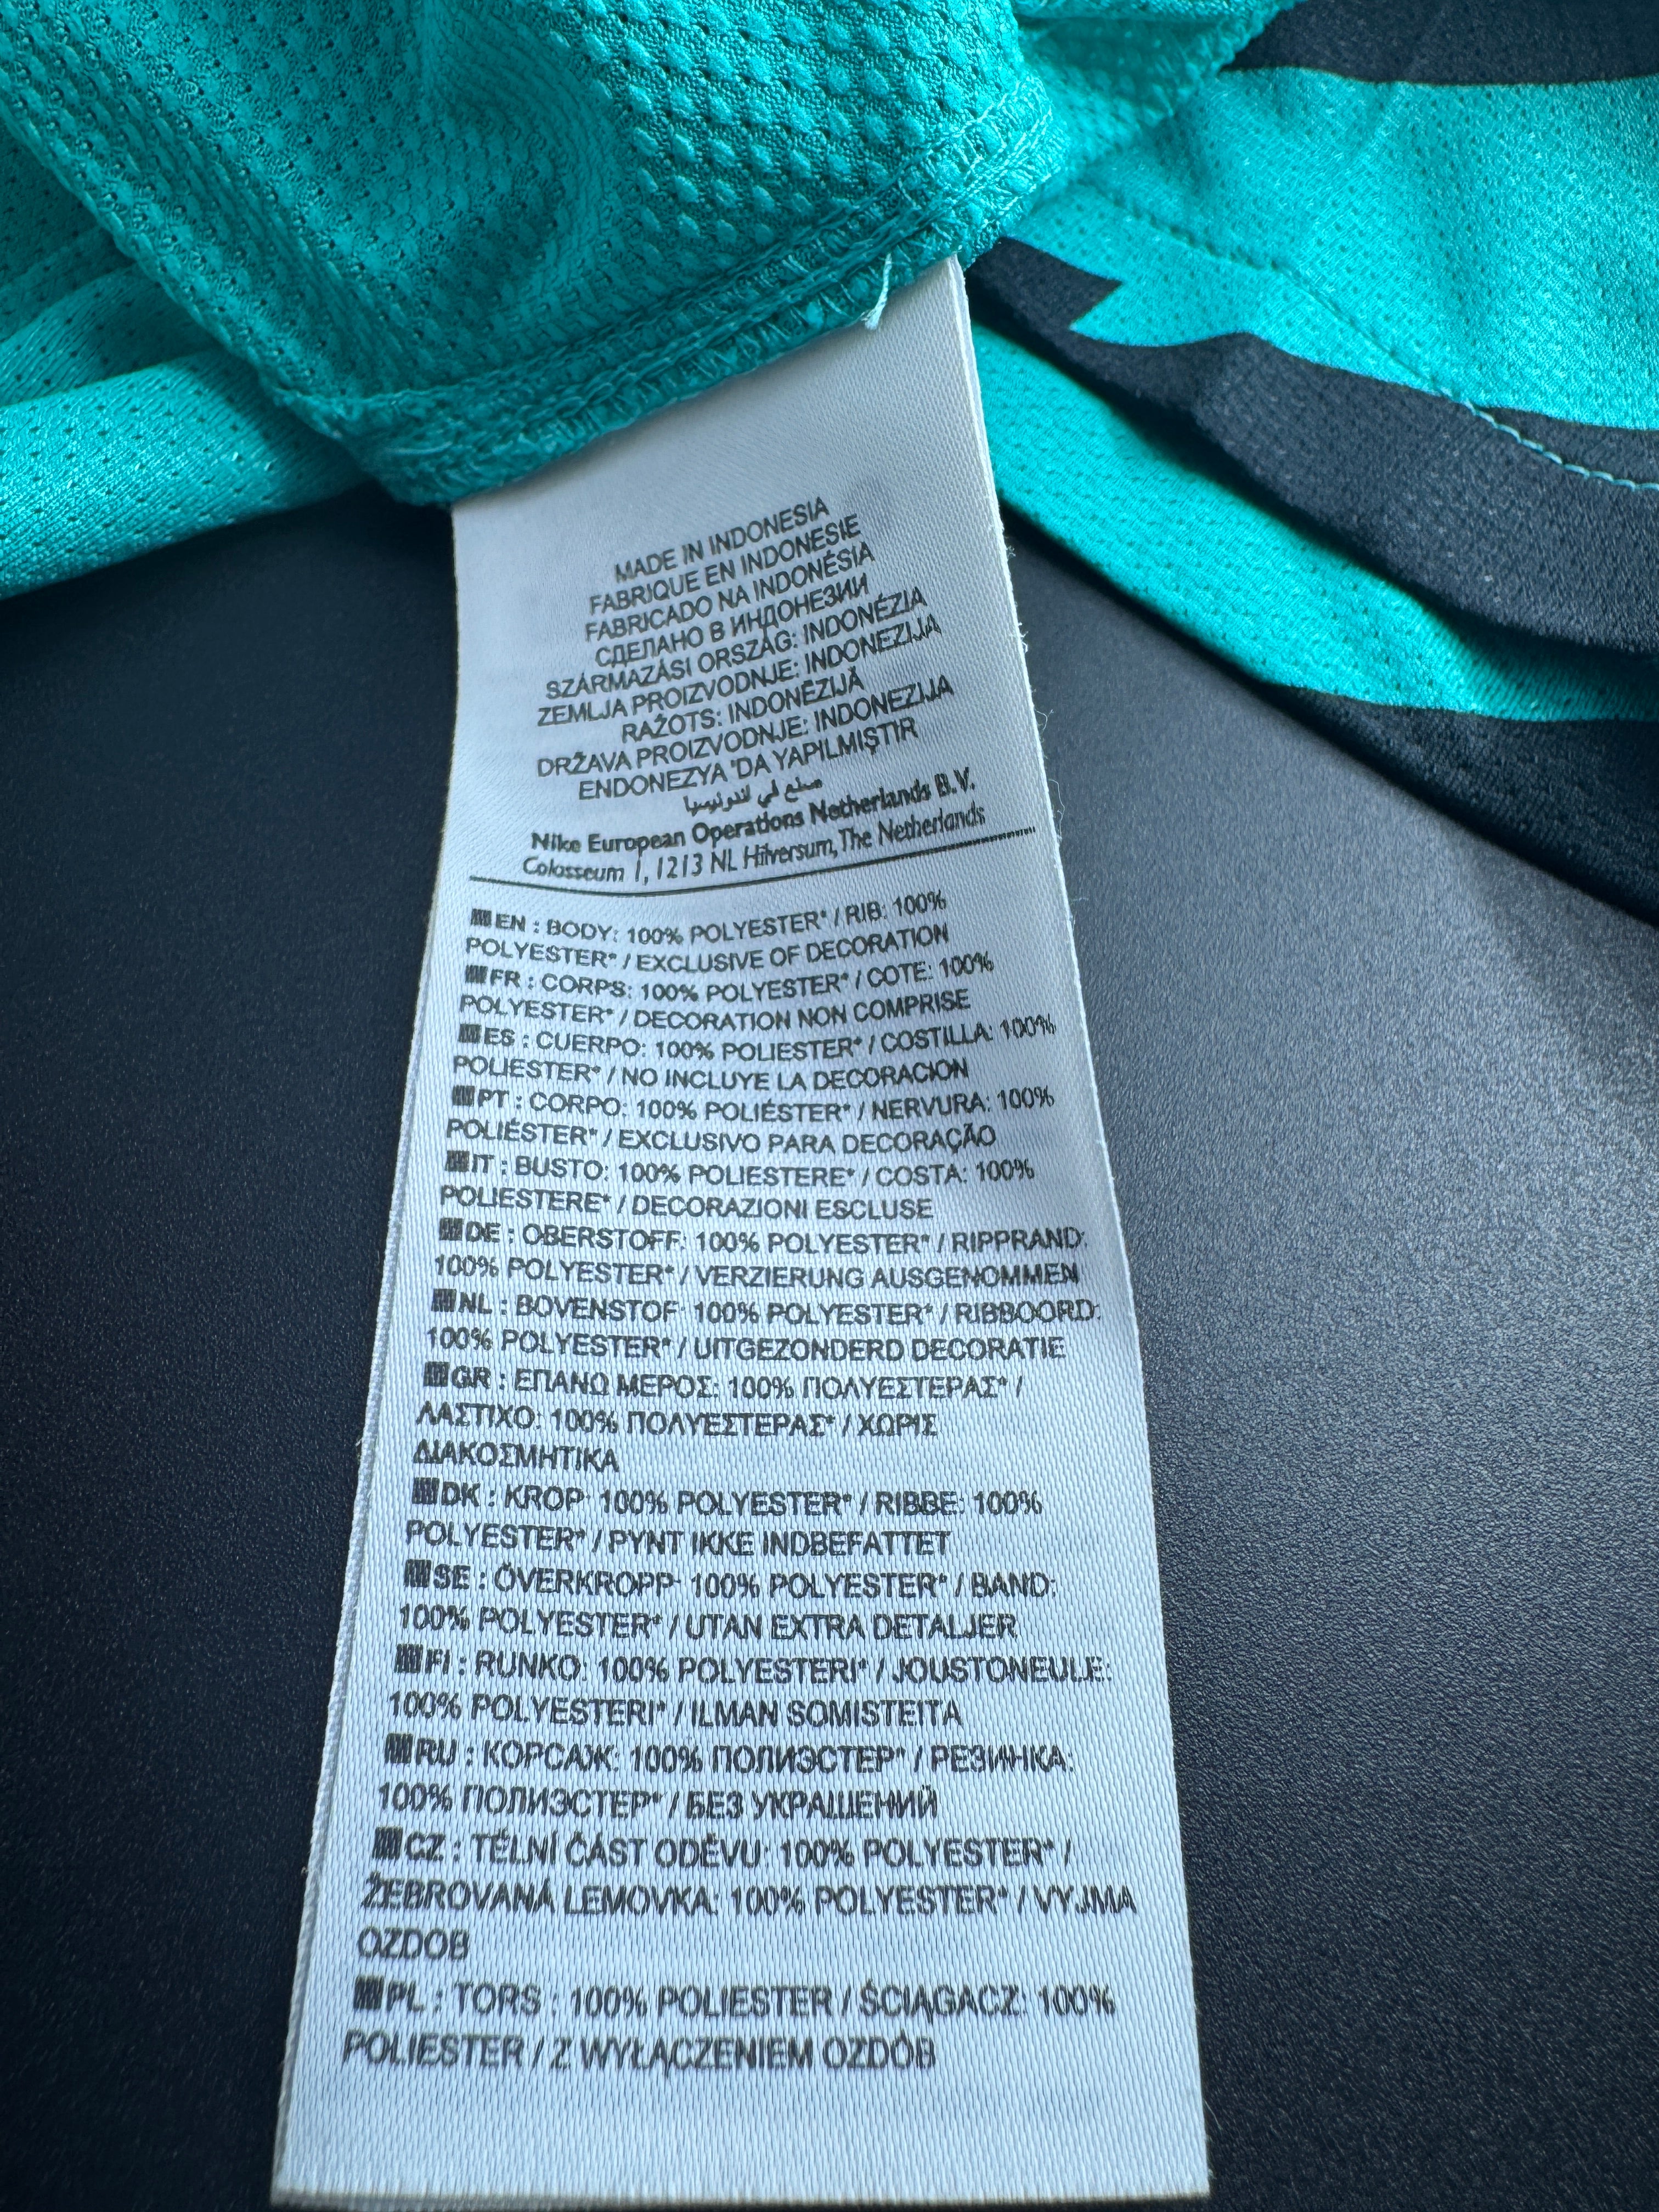 MADE IN INDONESIA
FABRIQUE EN INDONESIE
FABRICADO NA INDONÉSIA
СДЕЛАНО В ИНДОНЕЗИИ
SZÁRMAZÁSI ORSZÁG: INDONÉZIA
ZEMLJA PROIZVODNJE: INDONEZIJA
RAŽOTS: INDONĒZIJĀ
DRŽAVA PROIZVODNJE: INDONEZIJA
ENDONEZYA 'DA YAPILMIŞTIR
صنع في اندونيسيا
Nike European Operations Netherlands B.V.
Colosseum 1, 1213 NL Hilversum, The Netherlands
EN : BODY: 100% POLYESTER* / RIB: 100%
POLYESTER* / EXCLUSIVE OF DECORATION
FR : CORPS: 100% POLYESTER* / COTE: 100%
POLYESTER* / DECORATION NON COMPRISE
ES : CUERPO: 100% POLIESTER* / COSTILLA: 100%
POLIESTER* / NO INCLUYE LA DECORACION
PT : CORPO: 100% POLIÉSTER* / NERVURA: 100%
POLIÉSTER* / EXCLUSIVO PARA DECORAÇÃO
IT : BUSTO: 100% POLIESTERE* / COSTA: 100%
POLIESTERE* / DECORAZIONI ESCLUSE
DE : OBERSTOFF: 100% POLYESTER* / RIPPRAND:
100% POLYESTER* / VERZIERUNG AUSGENOMMEN
NL : BOVENSTOF: 100% POLYESTER* / RIBBOORD:
100% POLYESTER* / UITGEZONDERD DECORATIE
GR : ΕΠΑΝΩ ΜΕΡΟΣ: 100% ΠΟΛΥΕΣΤΕΡΑΣ* /
ΛΑΣΤΙΧΟ: 100% ΠΟΛΥΕΣΤΕΡΑΣ* / ΧΩΡΙΣ
ΔΙΑΚΟΣΜΗΤΙΚΑ
DK : KROP: 100% POLYESTER* / RIBBE: 100%
POLYESTER* / PYNT IKKE INDBEFATTET
SE : ÖVERKROPP: 100% POLYESTER* / BAND:
100% POLYESTER* / UTAN EXTRA DETALJER
FI : RUNKO: 100% POLYESTERI* / JOUSTONEULE:
100% POLYESTERI* / ILMAN SOMISTEITA
RU : КОРСАЖ: 100% ПОЛИЭСТЕР* / РЕЗИНКА:
100% ПОЛИЭСТЕР* / БЕЗ УКРАШЕНИЙ
CZ : TĚLNÍ ČÁST ODĚVU: 100% POLYESTER* /
ŽEBROVANÁ LEMOVKA: 100% POLYESTER* / VYJMA
OZDOB
PL : TORS : 100% POLIESTER / ŚCIĄGACZ: 100%
POLIESTER / Z WYŁĄCZENIEM OZDÓB